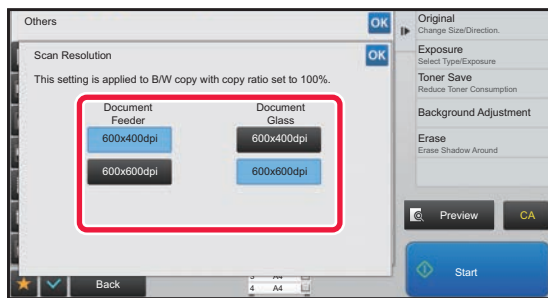 Others
OK
Scan Resolution
OK
This setting is applied to B/W copy with copy ratio set to 100%.
Document
Feeder
Document
Glass
600x400dpi
600x400dpi
600x600dpi
600x600dpi
Back
4 A4
Original
Change Size/Direction.
Exposure
Select Type/Exposure
Toner Save
Reduce Toner Consumption
Background Adjustment
Erase
Erase Shadow Around
Preview
CA
Start